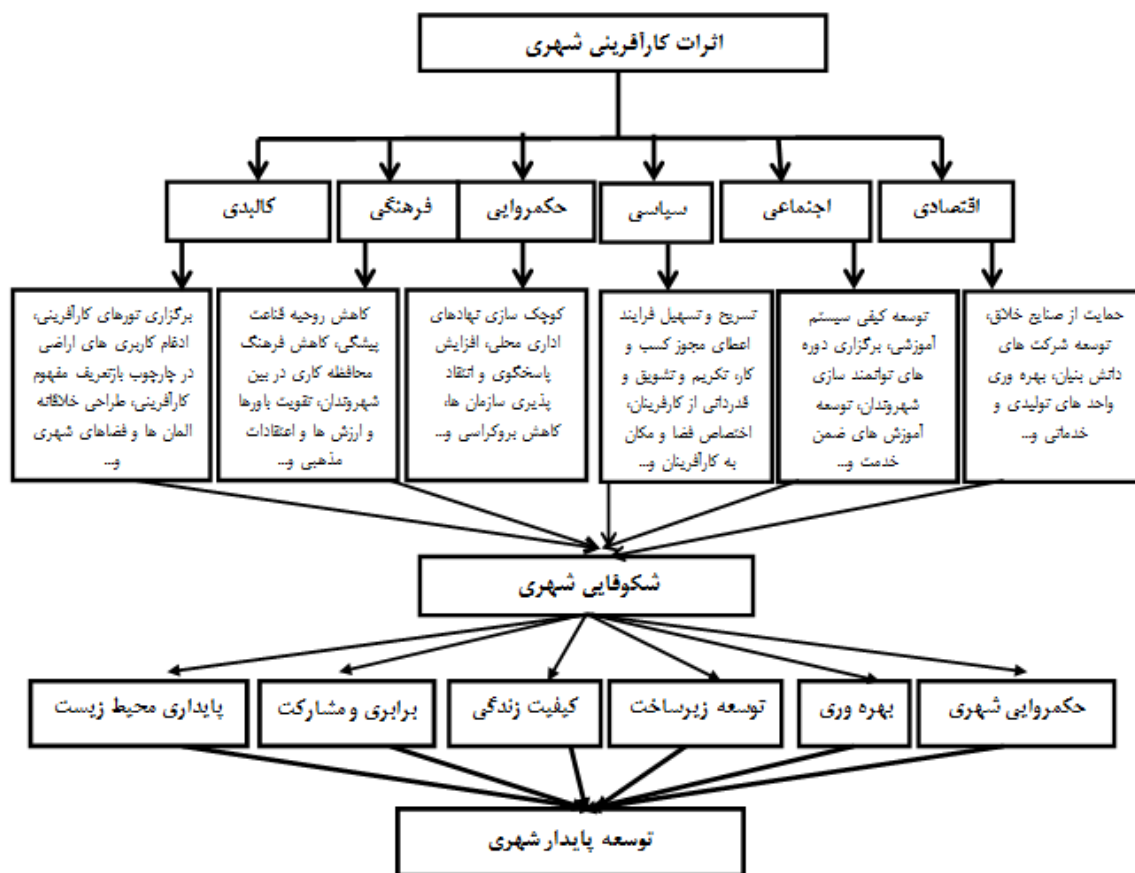 اثرات کارآفرینی شهری
اقتصادی
اجتماعی
سیاسی
حکمروایی
فرهنگی
کالبدی
حمایت از صنایع خلاق،
توسعه شرکت های
دانش بنیان، بهره وری
واحد های تولیدی و
خدماتی و...
توسعه کیفی سیستم
آموزشی، برگزاری دوره
های توانمند سازی
شهروندان، توسعه
آموزش های ضمن
خدمت و...
تسریح و تسهیل فرایند
اعطای مجوز کسب و
کار، تکریم و تشویق و
قدردانی از کارفرینان،
اختصاص فضا و مکان
به کارآفرینان و...
کوچک سازی نهادهای
اداری محلی، افزایش
پاسخگوی و انتقاد
پذیری سازمان ها،
کاهش بروکراسی و...
کاهش روحیه قناعت
پیشگی، کاهش فرهنگ
محافظه کاری در بین
شهروندان، تقویت باورها
و ارزش ها و اعتقادات
مذهبی و...
برگزاری تورهای کارآفرینی،
ادغام کاربری های اراضی
در چارچوب بازتعریف مفهوم
کارآفرینی، طراحی خلاقانه
المان ها و فضاهای شهری
و...
شکوفایی شهری
حکمروایی شهری
بهره وری
توسعه زیرساخت
کیفیت زندگی
برابری و مشارکت
پایداری محیط زیست
توسعه پایدار شهری